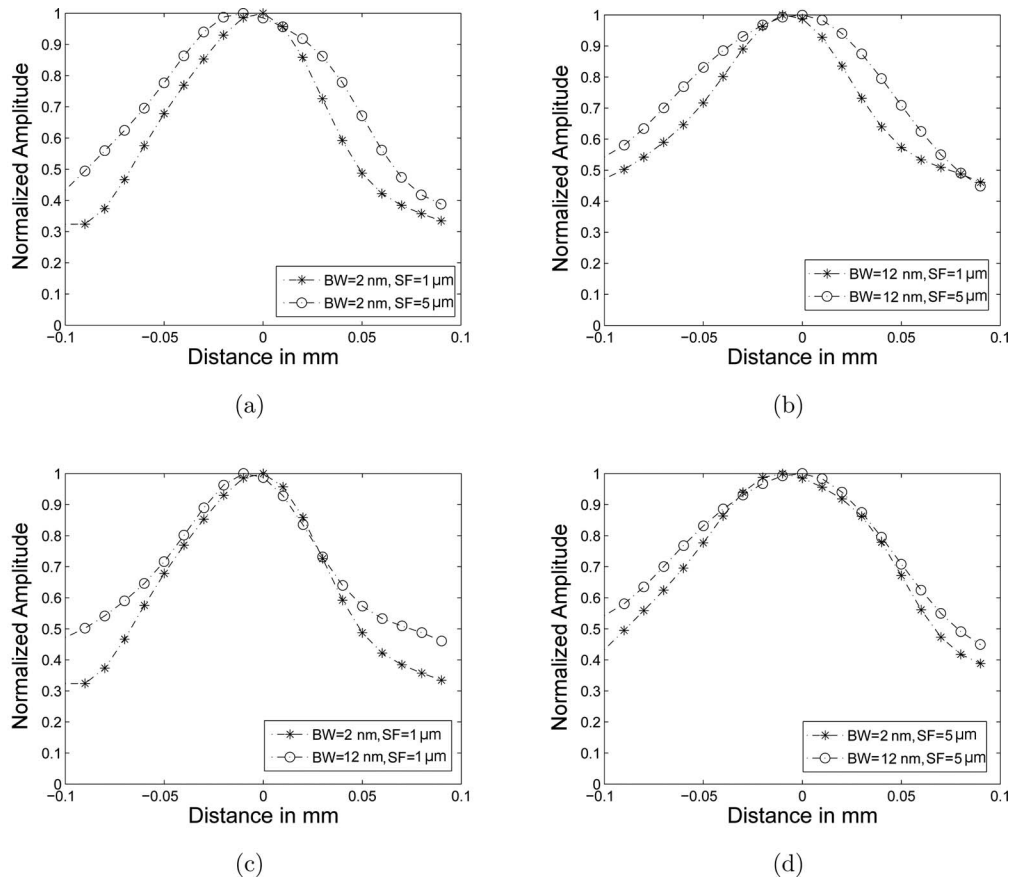 1
0.9
0.8
0.7
0.6
0.5
0.4
0.3
0.2
0.1
0
Normalized Amplitude
−0.1 −0.05 0 0.05 0.1
Distance in mm
BW=2 nm, SF=1 µm
BW=2 nm, SF=5 µm
(a)
1
0.9
0.8
0.7
0.6
0.5
0.4
0.3
0.2
0.1
0
Normalized Amplitude
−0.1 −0.05 0 0.05 0.1
Distance in mm
BW=12 nm, SF=1 µm
BW=12 nm, SF=5 µm
(b)
1
0.9
0.8
0.7
0.6
0.5
0.4
0.3
0.2
0.1
0
Normalized Amplitude
−0.1 −0.05 0 0.05 0.1
Distance in mm
BW=2 nm, SF=1 µm
BW=12 nm, SF=1 µm
(c)
1
0.9
0.8
0.7
0.6
0.5
0.4
0.3
0.2
0.1
0
Normalized Amplitude
−0.1 −0.05 0 0.05 0.1
Distance in mm
BW=2 nm, SF=5 µm
BW=12 nm, SF=5 µm
(d)